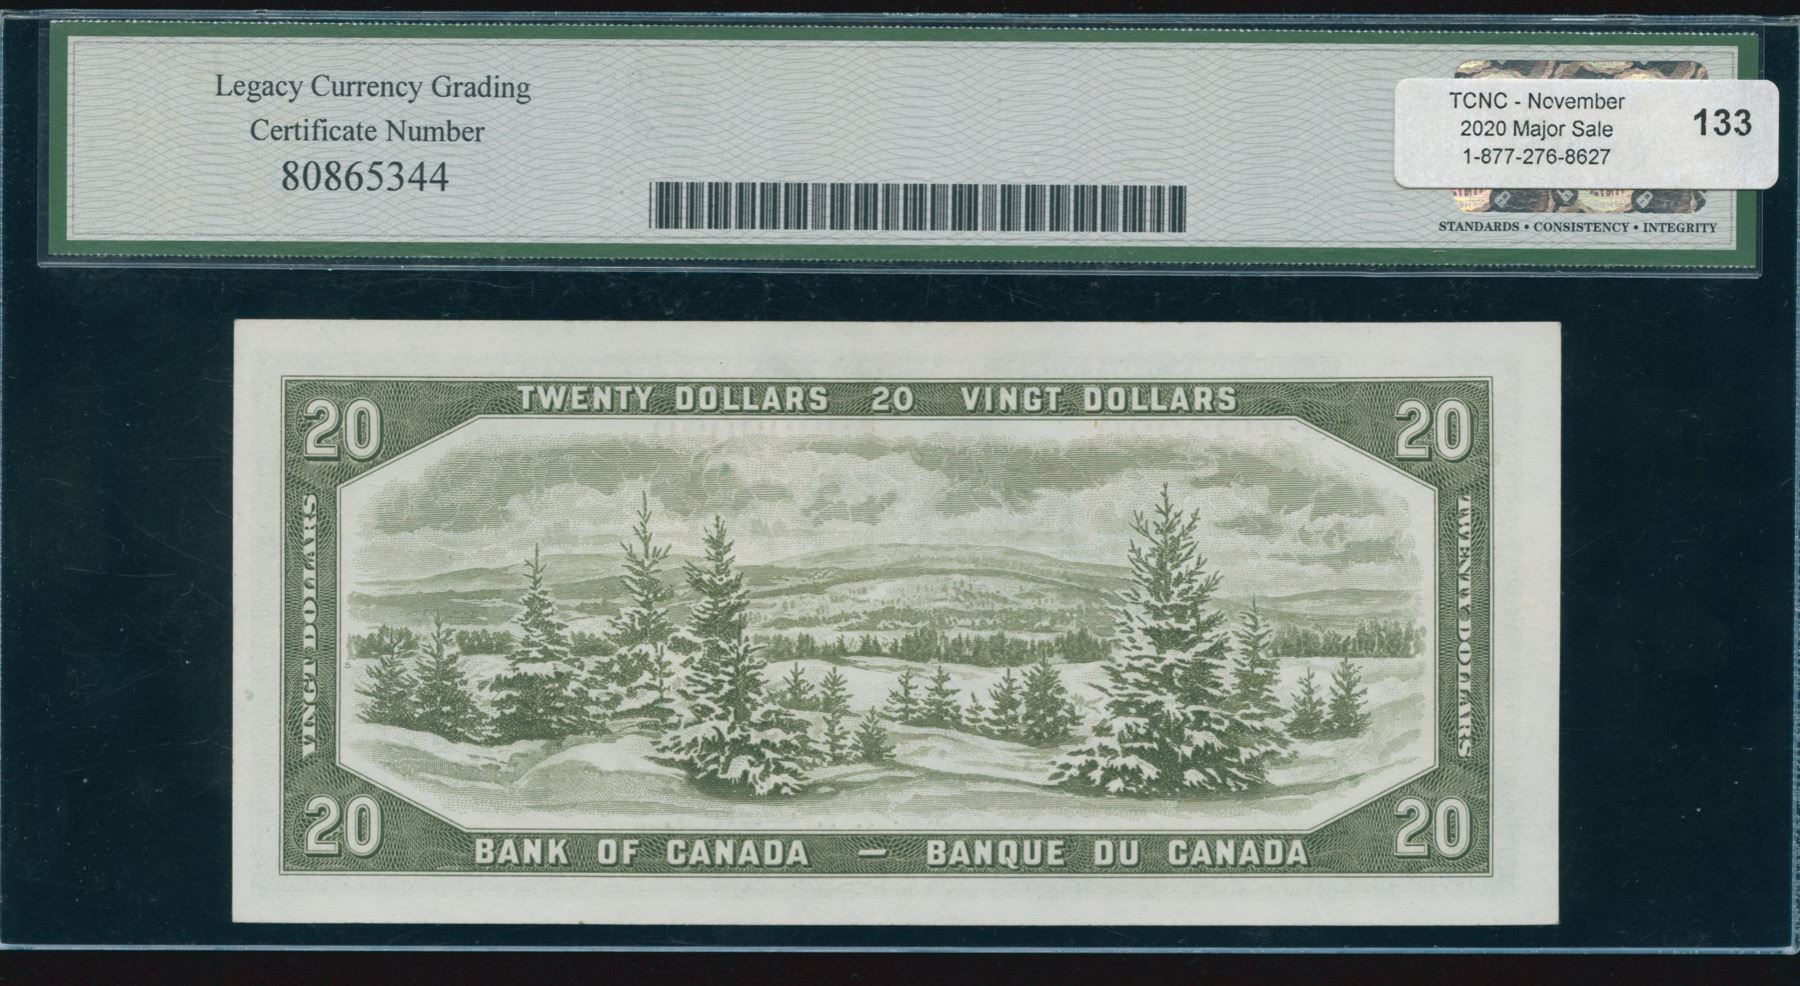 Legacy Currency Grading
Certificate Number
80865344
TCNC - November
2020 Major Sale
1-877-276-8627
133
STANDARDS • CONSISTENCY • INTEGRITY
TWENTY DOLLARS 20 VINGT DOLLARS
20
20
VINGT DOLLARS
TWENTY DOLLARS
20
20
BANK OF CANADA — BANQUE DU CANADA